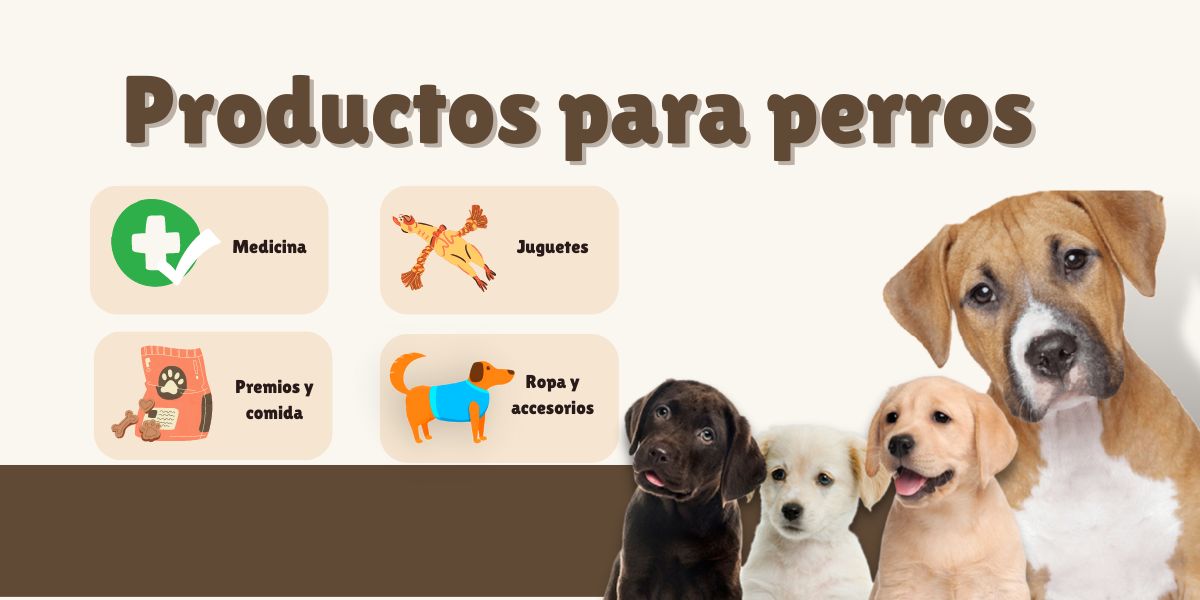 Productos para perros
Medicina
Juguetes
Premios y
comida
Ropa y
accesorios